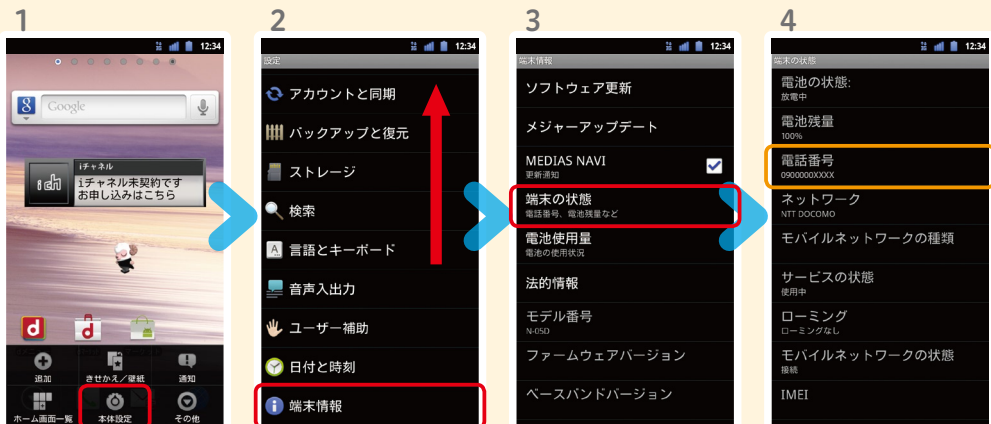 1
12:34
Google
iチャネル
iチャネル未契約です
お申し込みはこちら
追加
きせかえ／壁紙
通知
ホーム画面一覧
本体設定
その他
2
12:34
設定
アカウントと同期
バックアップと復元
ストレージ
検索
言語とキーボード
音声入出力
ユーザー補助
日付と時刻
端末情報
3
12:34
端末情報
ソフトウェア更新
メジャーアップデート
MEDIAS NAVI
更新通知
端末の状態
電話番号、電池残量など
電池使用量
電池の使用状況
法的情報
モデル番号
N-05D
ファームウェアバージョン
ベースバンドバージョン
4
12:34
端末の状態
電池の状態:
放電中
電池残量
100%
電話番号
0900000XXXX
ネットワーク
NTT DOCOMO
モバイルネットワークの種類
サービスの状態
使用中
ローミング
ローミングなし
モバイルネットワークの状態
接続
IMEI